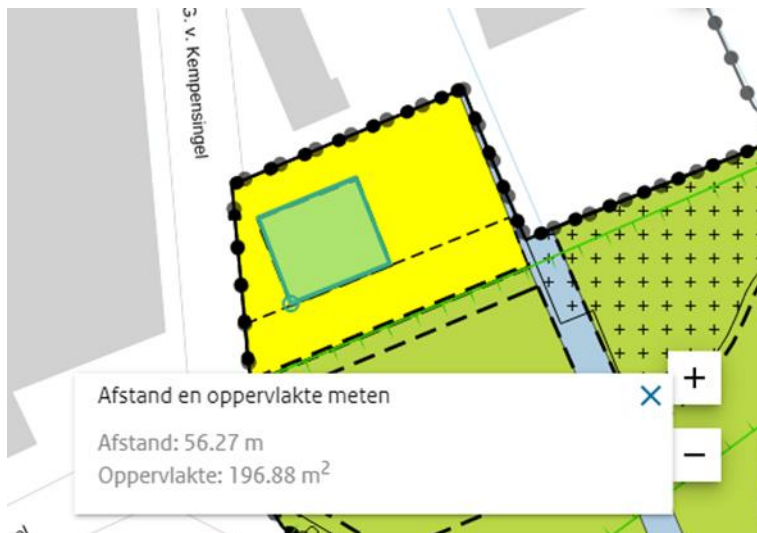 G. v. Kempensingel
Afstand en oppervlakte meten
Afstand: 56.27 m
Oppervlakte: 196.88 m²
+
−